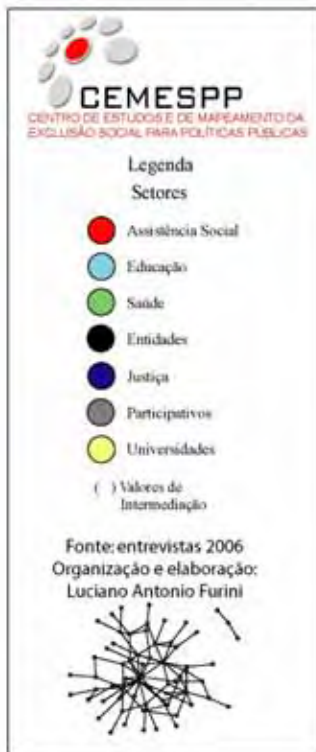 CEMESPP
CENTRO DE ESTUDOS E DE MAPEAMENTO DA
EXCLUSÃO SOCIAL PARA POLÍTICAS PÚBLICAS
Legenda
Setores
Assistência Social
Educação
Saúde
Entidades
Justiça
Participativos
Universidades
( ) Valores de
Intermediação
Fonte: entrevistas 2006
Organização e elaboração:
Luciano Antonio Furini